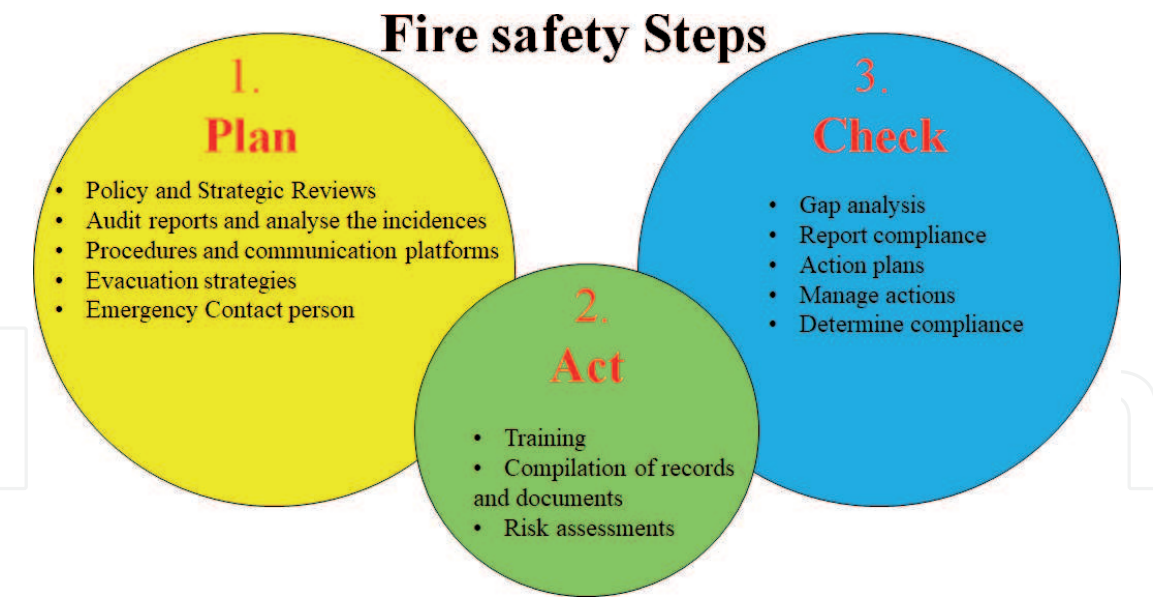 Fire safety Steps
1.
Plan
• Policy and Strategic Reviews
• Audit reports and analyse the incidences
• Procedures and communication platforms
• Evacuation strategies
• Emergency Contact person
2.
Act
• Training
• Compilation of records
and documents
• Risk assessments
3.
Check
• Gap analysis
• Report compliance
• Action plans
• Manage actions
• Determine compliance